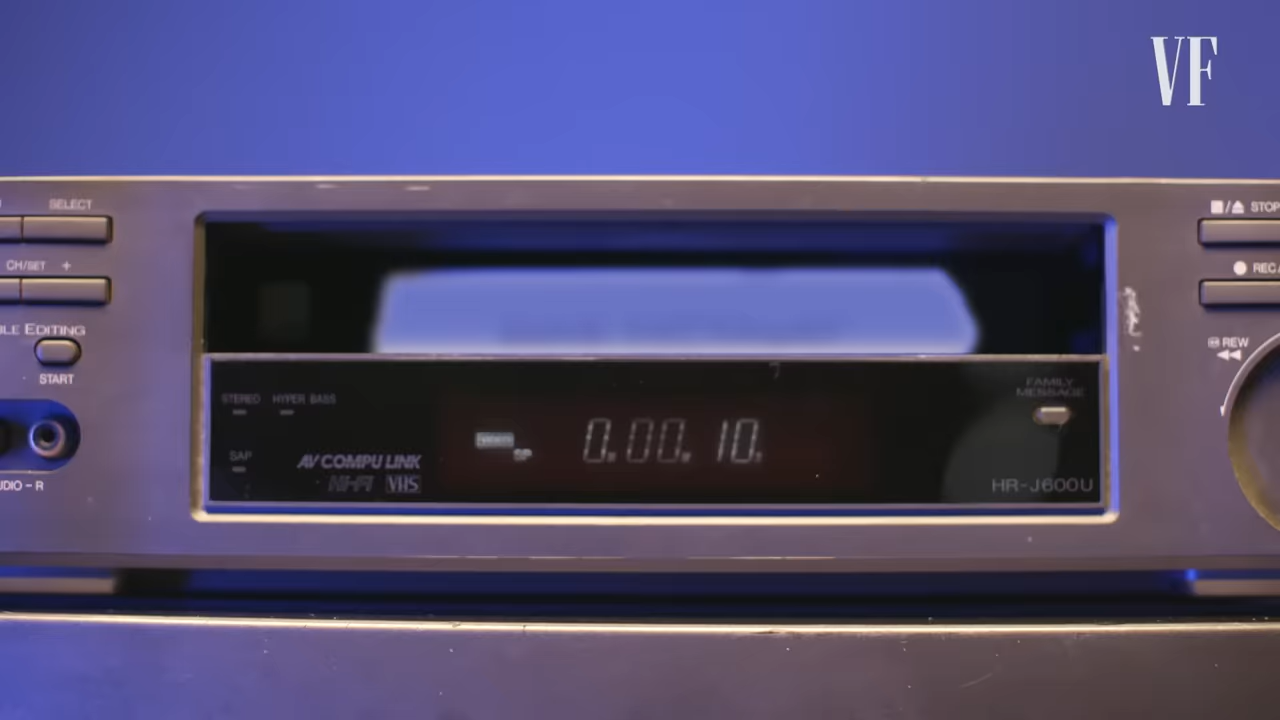 VF
SELECT
CH/SET +
LE EDITING
START
UDIO-R
STEREO HYPER BASS
SAP
AV COMPU LINK
HI-FI VHS
0.00.10.
FAMILY
MESSAGE
HR-J600U
■/⏏ STOP
● REC
REW
◀◀